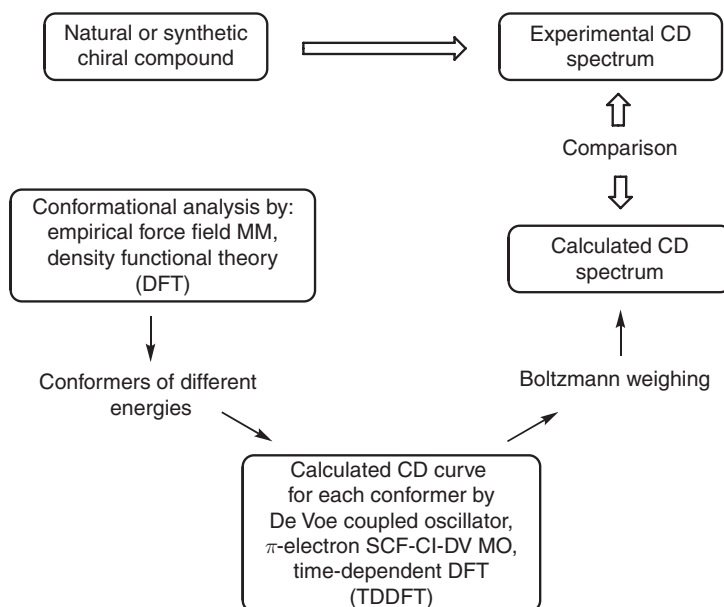 Natural or synthetic
chiral compound
Experimental CD
spectrum
Comparison
Conformational analysis by:
empirical force field MM,
density functional theory
(DFT)
Calculated CD
spectrum
Conformers of different
energies
Boltzmann weighing
Calculated CD curve
for each conformer by
De Voe coupled oscillator,
π-electron SCF-CI-DV MO,
time-dependent DFT
(TDDFT)